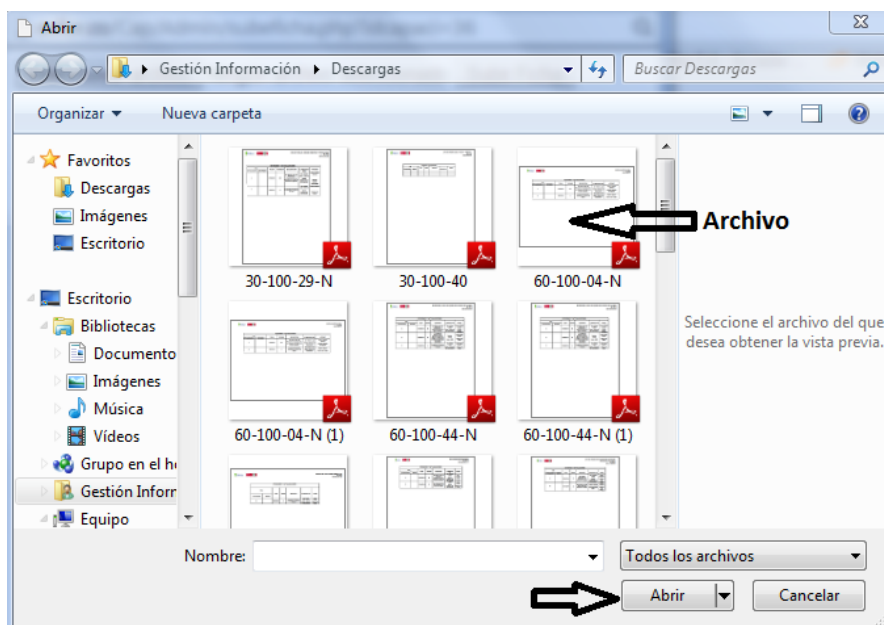 Abrir
Gestión Información Descargas
Buscar Descargas
Organizar
Nueva carpeta
Favoritos
Descargas
Imágenes
Escritorio
Escritorio
Bibliotecas
Documento
Imágenes
Música
Vídeos
Grupo en el h
Gestión Inforr
Equipo
30-100-29-N
30-100-40
60-100-04-N
60-100-04-N (1)
60-100-44-N
60-100-44-N (1)
Archivo
Seleccione el archivo del que
desea obtener la vista previa.
Nombre:
Todos los archivos
Abrir
Cancelar